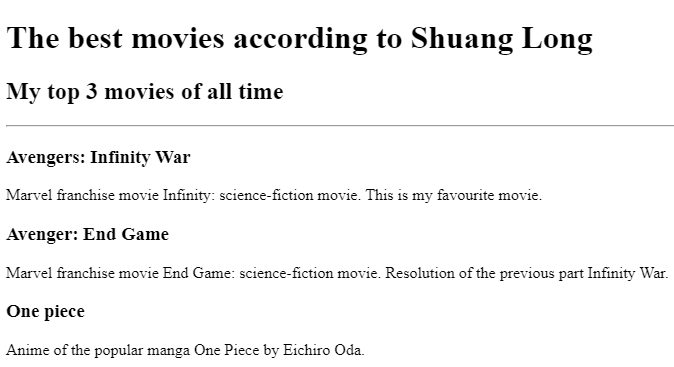 The best movies according to Shuang Long
My top 3 movies of all time
Avengers: Infinity War
Marvel franchise movie Infinity: science-fiction movie. This is my favourite movie.
Avenger: End Game
Marvel franchise movie End Game: science-fiction movie. Resolution of the previous part Infinity War.
One piece
Anime of the popular manga One Piece by Eichiro Oda.